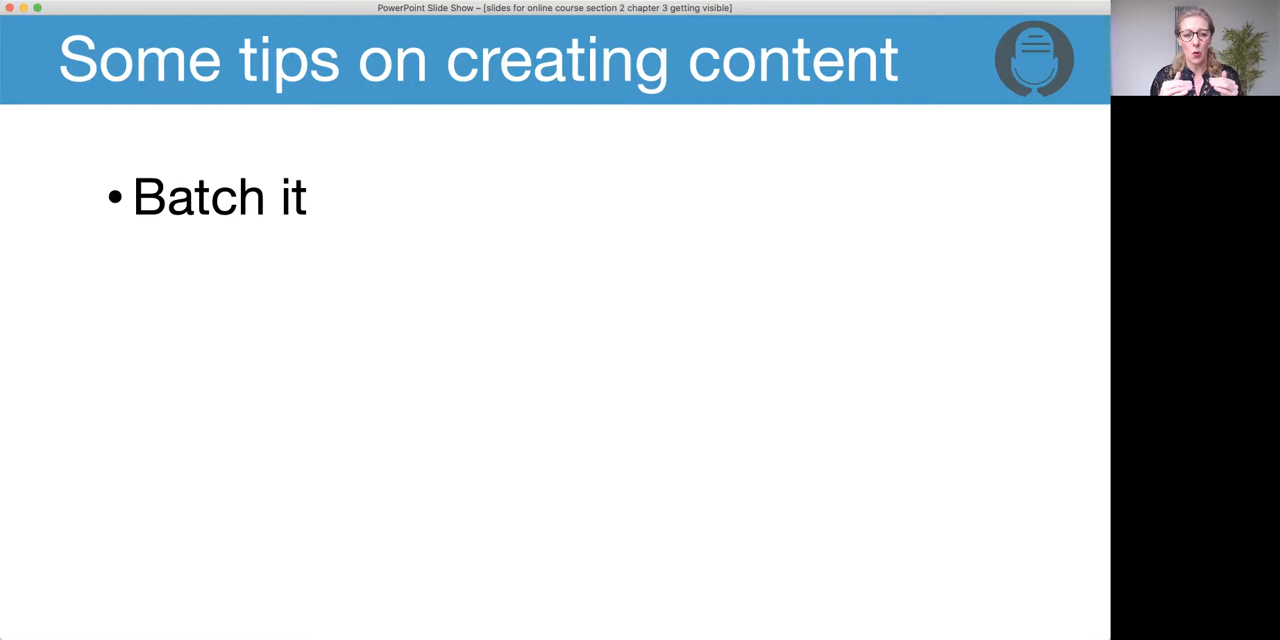 PowerPoint Slide Show – [slides for online course section 2 chapter 3 getting visible]
Some tips on creating content
• Batch it